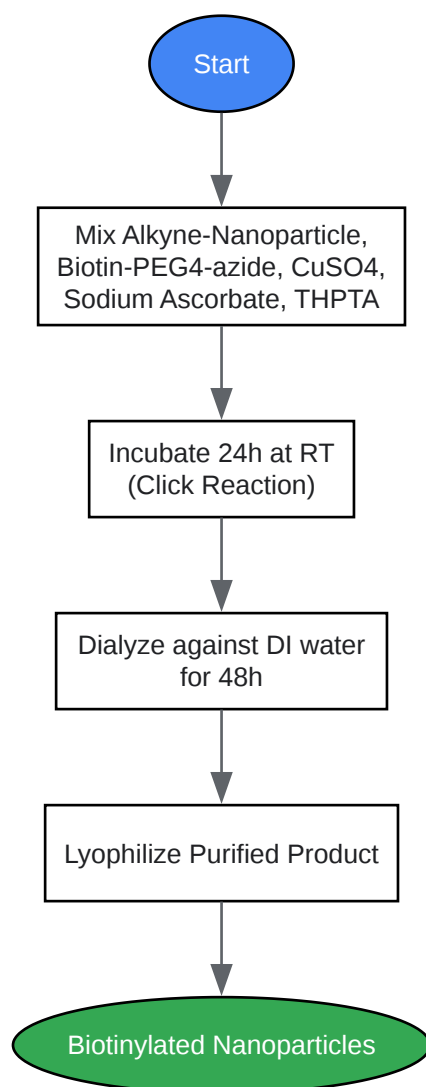 Start
Mix Alkyne-Nanoparticle,
Biotin-PEG4-azide, CuSO4,
Sodium Ascorbate, THPTA
Incubate 24h at RT
(Click Reaction)
Dialyze against DI water
for 48h
Lyophilize Purified Product
Biotinylated Nanoparticles